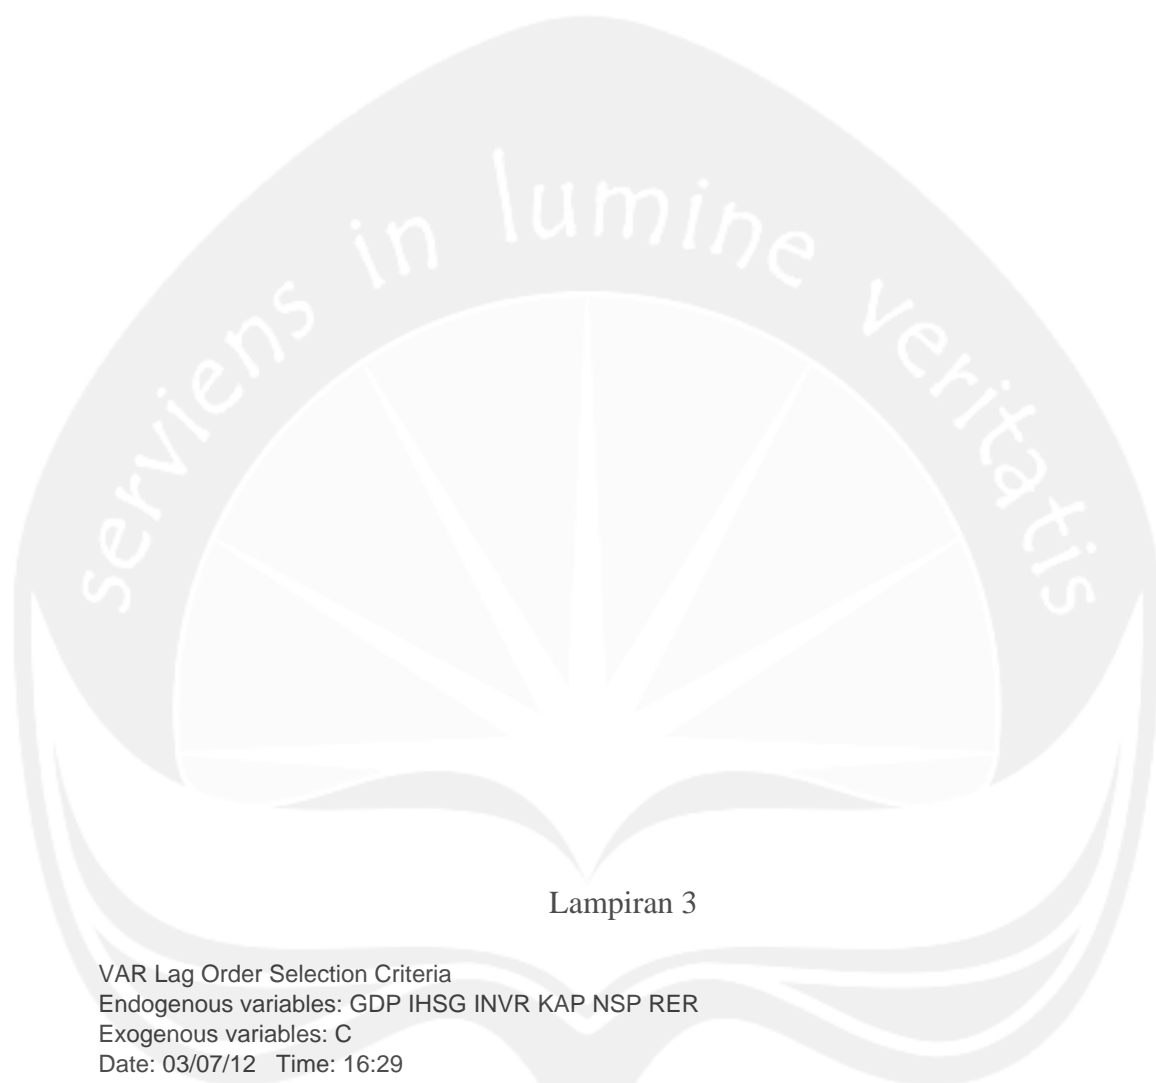 serviens in lumine veritatis
Lampiran 3
VAR Lag Order Selection Criteria
Endogenous variables: GDP IHSG INVR KAP NSP RER
Exogenous variables: C
Date: 03/07/12 Time: 16:29